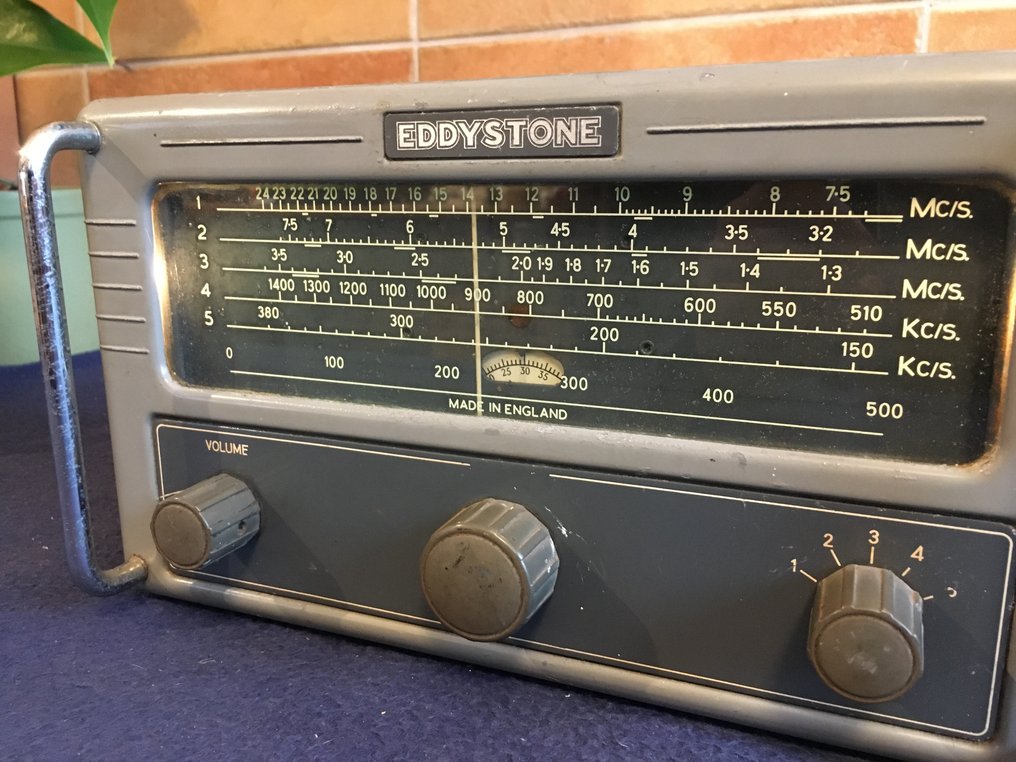 EDDYSTONE
1 24 23 22 21 20 19 18 17 16 15 14 13 12 11 10 9 8 7·5 Mc/s.
2 7·5 7 6 5 4·5 4 3·5 3·2 Mc/s.
3 3·5 3·0 2·5 2·0 1·9 1·8 1·7 1·6 1·5 1·4 1·3 Mc/s.
4 1400 1300 1200 1100 1000 900 800 700 600 550 510 Kc/s.
5 380 300 200 150 Kc/s.
0 100 200 300 400 500
25 30 35
MADE IN ENGLAND
VOLUME
1 2 3 4 5